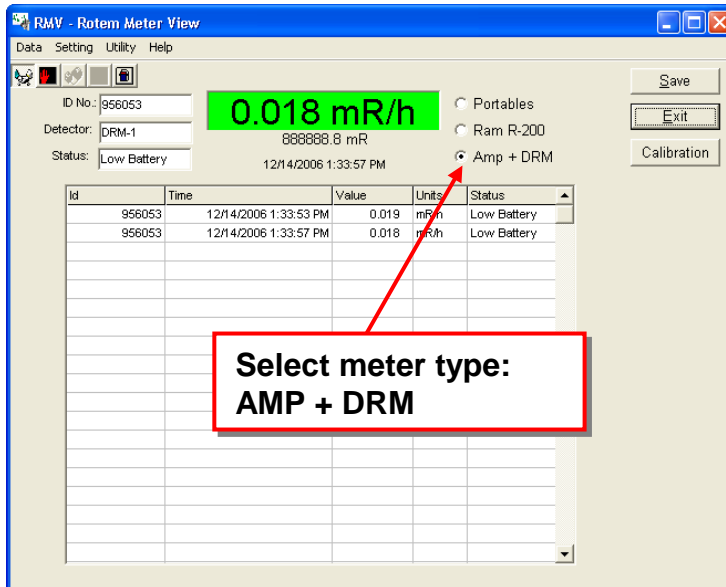 RMV - Rotem Meter View
Data Setting Utility Help
ID No.: 956053
Detector: DRM-1
Status: Low Battery
0.018 mR/h
888888.8 mR
12/14/2006 1:33:57 PM
Portables
Ram R-200
Amp + DRM
Save
Exit
Calibration
Id Time Value Units Status
956053 12/14/2006 1:33:53 PM 0.019 mR/h Low Battery
956053 12/14/2006 1:33:57 PM 0.018 mR/h Low Battery
Select meter type:
AMP + DRM